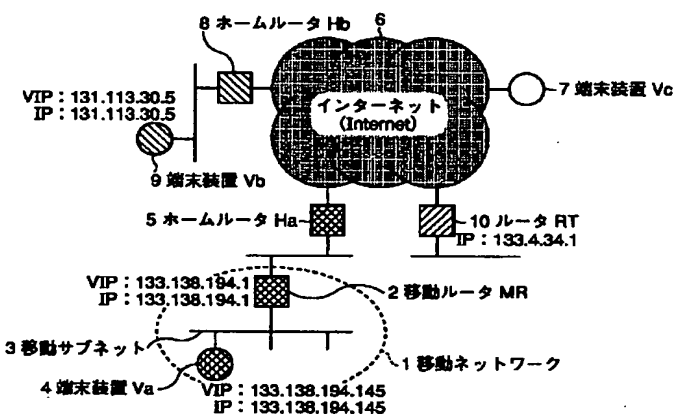 8 ホームルータ Hb
6
VIP：131.113.30.5
IP：131.113.30.5
インターネット
(Internet)
7 端末装置 Vc
9 端末装置 Vb
5 ホームルータ Ha
10 ルータ RT
IP：133.4.34.1
VIP：133.138.194.1
IP：133.138.194.1
2 移動ルータ MR
3 移動サブネット
1 移動ネットワーク
4 端末装置 Va
VIP：133.138.194.145
IP：133.138.194.145